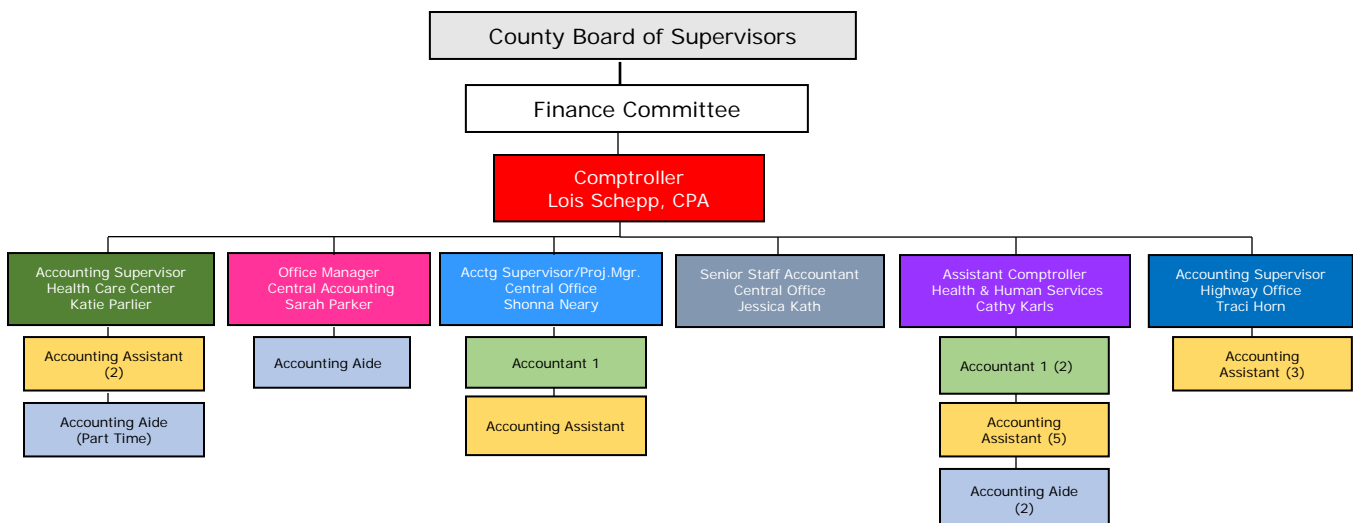 County Board of Supervisors
Finance Committee
Comptroller
Lois Schepp, CPA
Accounting Supervisor
Health Care Center
Katie Parlier
Office Manager
Central Accounting
Sarah Parker
Acctg Supervisor/Proj.Mgr.
Central Office
Shonna Neary
Senior Staff Accountant
Central Office
Jessica Kath
Assistant Comptroller
Health & Human Services
Cathy Karls
Accounting Supervisor
Highway Office
Traci Horn
Accounting Assistant
(2)
Accounting Aide
(Part Time)
Accounting Aide
Accountant 1
Accounting Assistant
Accountant 1 (2)
Accounting
Assistant (5)
Accounting Aide
(2)
Accounting
Assistant (3)